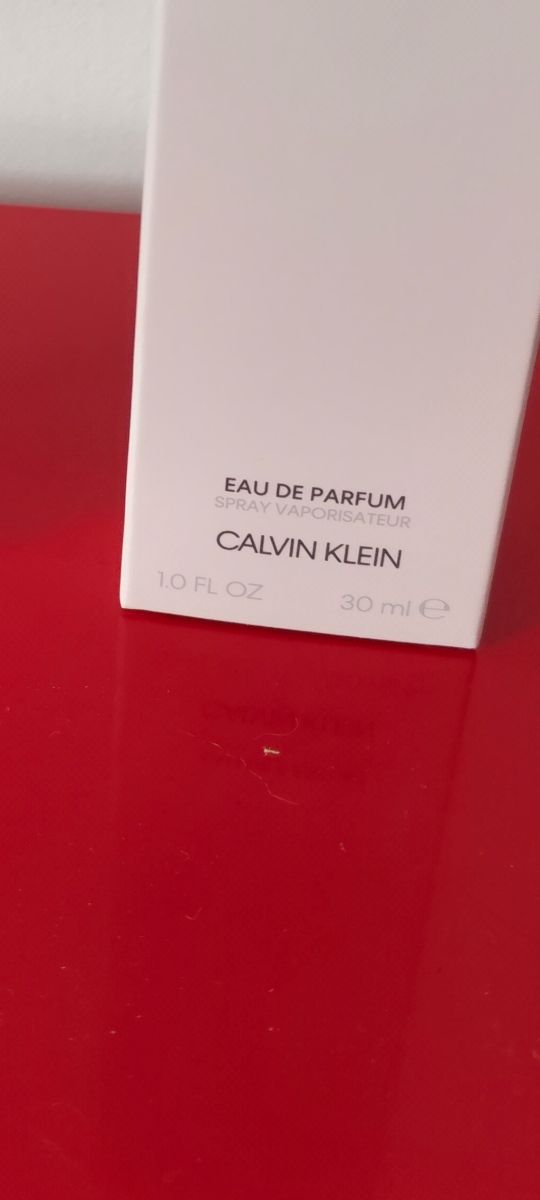 EAU DE PARFUM
SPRAY VAPORISATEUR
CALVIN KLEIN
1.0 FL OZ 30 ml ℮